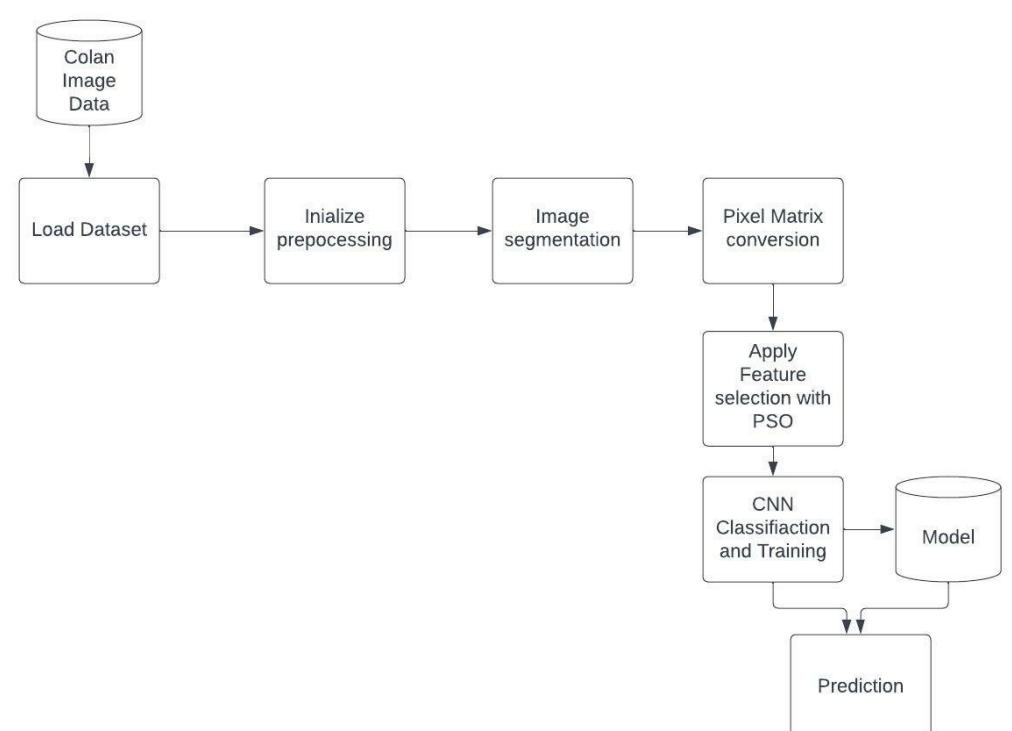 Colan
Image
Data
Load Dataset
Inialize
prepocessing
Image
segmentation
Pixel Matrix
conversion
Apply
Feature
selection with
PSO
CNN
Classifiaction
and Training
Model
Prediction